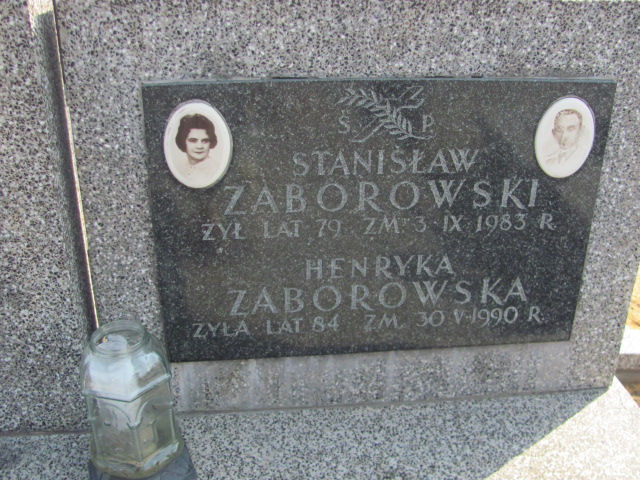 Ś P.
STANISŁAW
ZABOROWSKI
ŻYŁ LAT 79 ZM. 3 IX 1983 R
HENRYKA
ZABOROWSKA
ŻYŁA LAT 84 ZM. 30 V-1990 R.